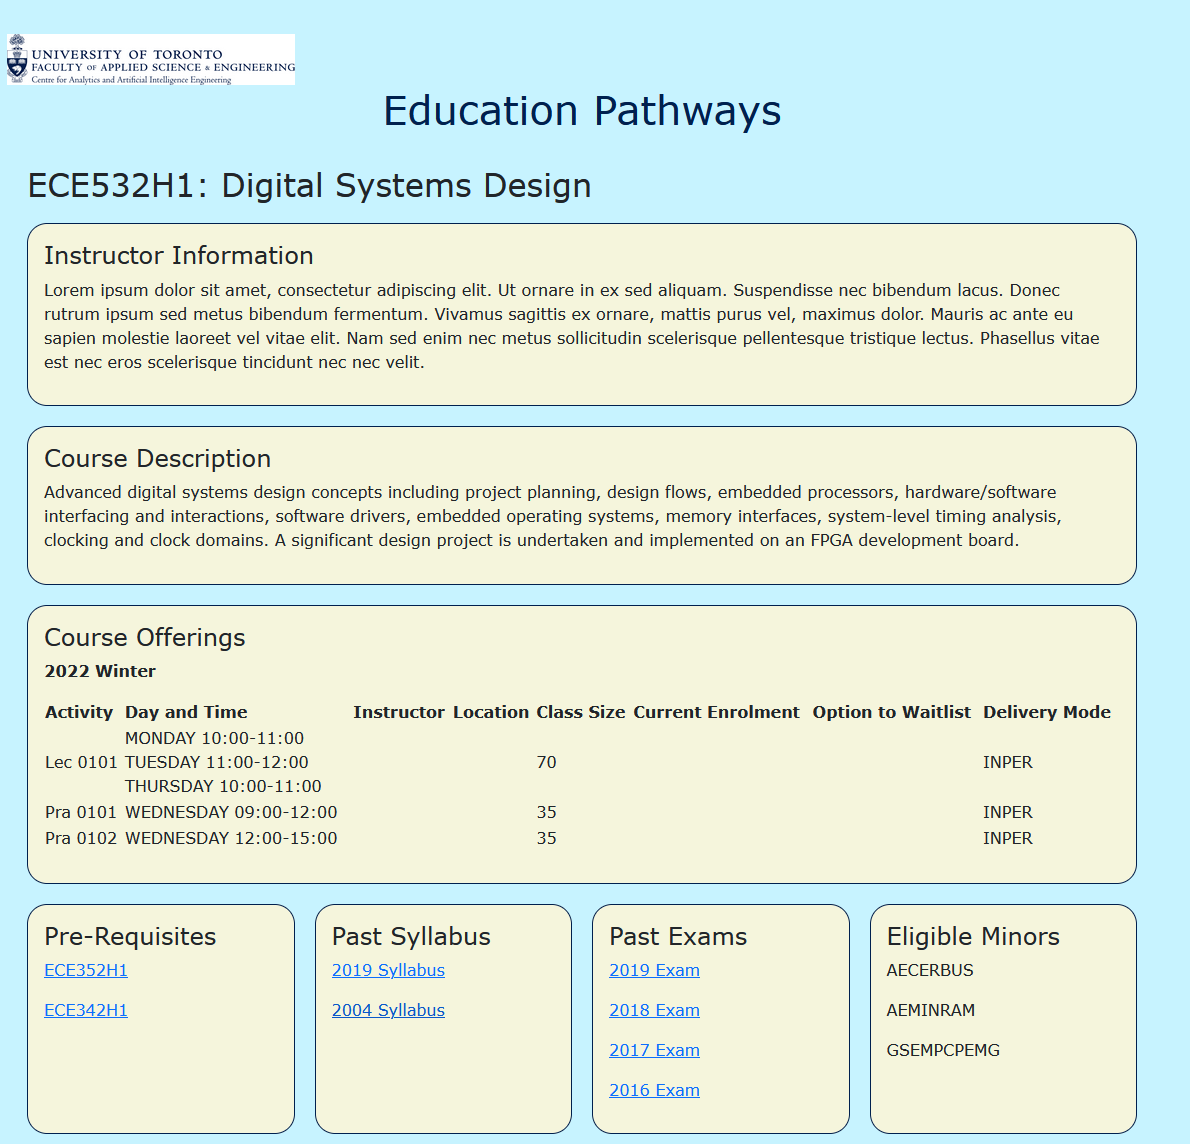 UNIVERSITY OF TORONTO
FACULTY OF APPLIED SCIENCE & ENGINEERING
Centre for Analytics and Artificial Intelligence Engineering
Education Pathways
ECE532H1: Digital Systems Design
Instructor Information
Lorem ipsum dolor sit amet, consectetur adipiscing elit. Ut ornare in ex sed aliquam. Suspendisse nec bibendum lacus. Donec
rutrum ipsum sed metus bibendum fermentum. Vivamus sagittis ex ornare, mattis purus vel, maximus dolor. Mauris ac ante eu
sapien molestie laoreet vel vitae elit. Nam sed enim nec metus sollicitudin scelerisque pellentesque tristique lectus. Phasellus vitae
est nec eros scelerisque tincidunt nec nec velit.
Course Description
Advanced digital systems design concepts including project planning, design flows, embedded processors, hardware/software
interfacing and interactions, software drivers, embedded operating systems, memory interfaces, system-level timing analysis,
clocking and clock domains. A significant design project is undertaken and implemented on an FPGA development board.
Course Offerings
2022 Winter
Activity Day and Time Instructor Location Class Size Current Enrolment Option to Waitlist Delivery Mode
MONDAY 10:00-11:00
Lec 0101 TUESDAY 11:00-12:00 70 INPER
THURSDAY 10:00-11:00
Pra 0101 WEDNESDAY 09:00-12:00 35 INPER
Pra 0102 WEDNESDAY 12:00-15:00 35 INPER
Pre-Requisites
ECE352H1
ECE342H1
Past Syllabus
2019 Syllabus
2004 Syllabus
Past Exams
2019 Exam
2018 Exam
2017 Exam
2016 Exam
Eligible Minors
AECERBUS
AEMINRAM
GSEMPCPEMG